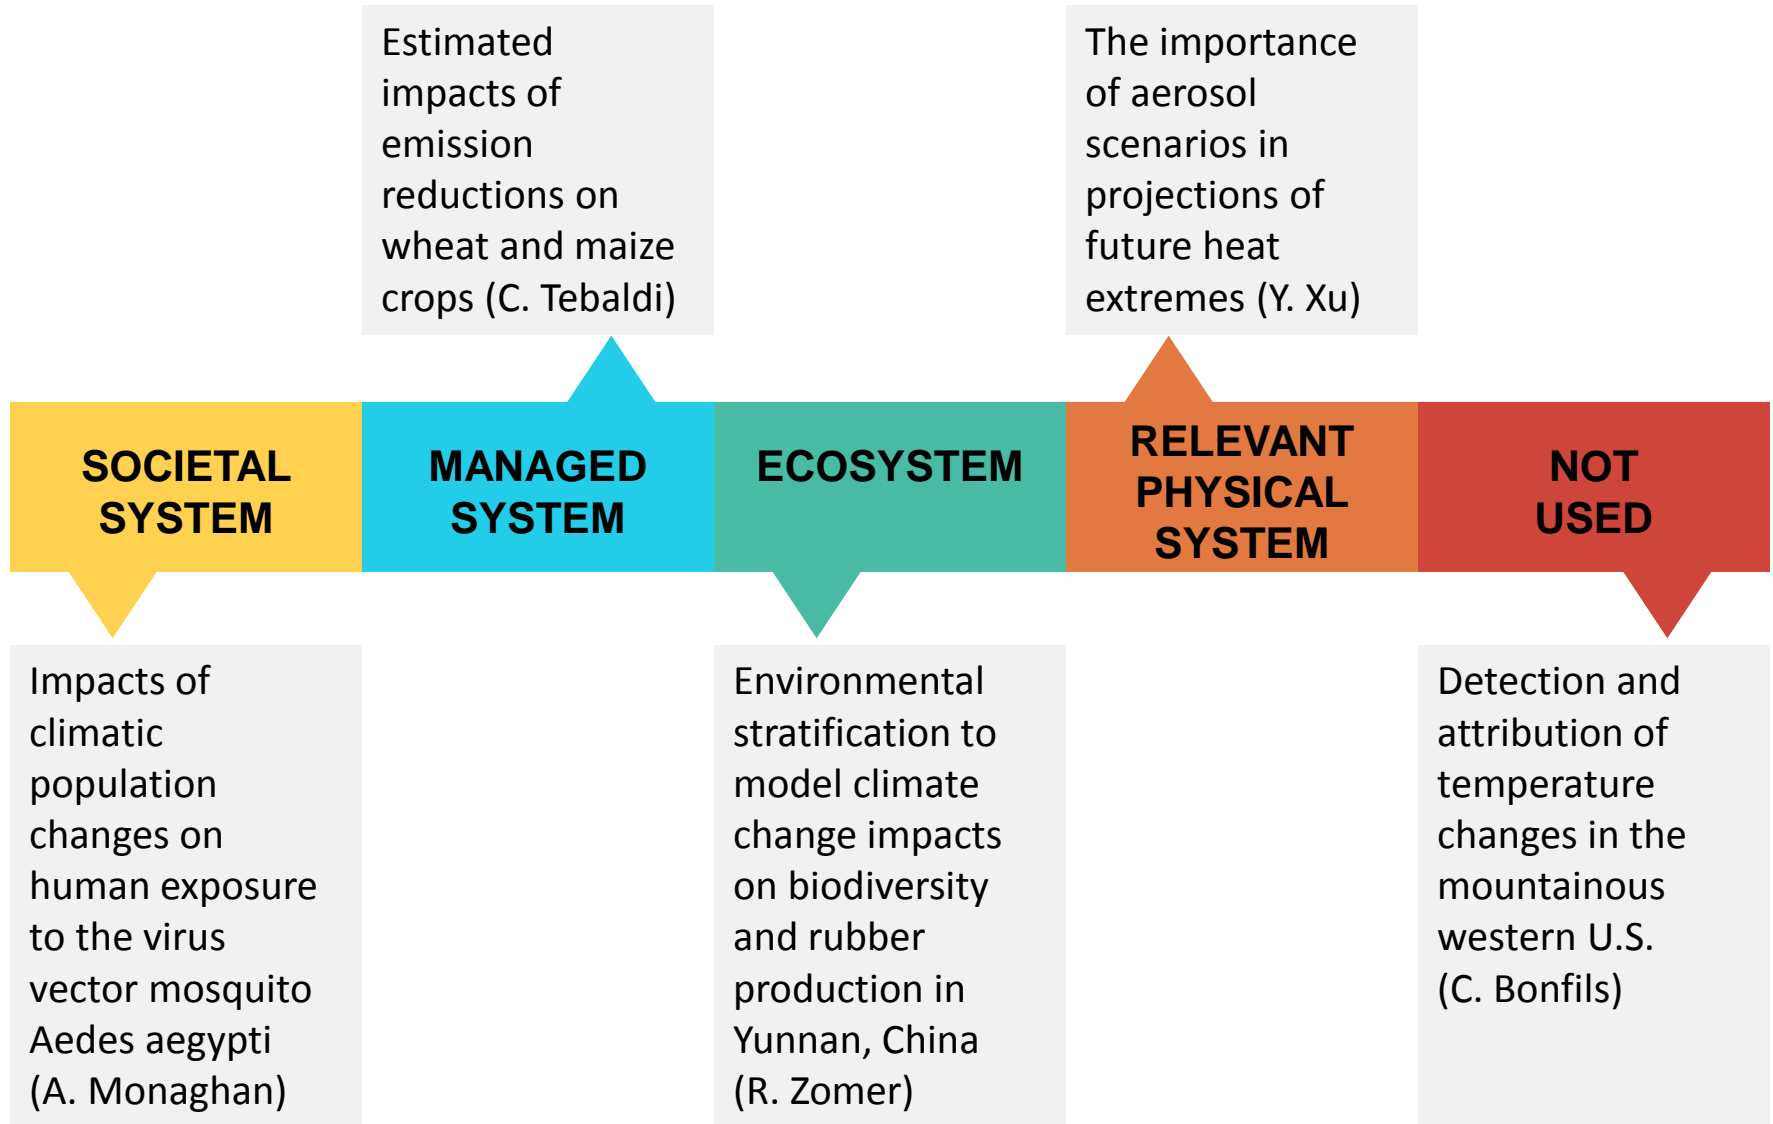 Estimated
impacts of
emission
reductions on
wheat and maize
crops (C. Tebaldi)
The importance
of aerosol
scenarios in
projections of
future heat
extremes (Y. Xu)
SOCIETAL
SYSTEM
MANAGED
SYSTEM
ECOSYSTEM
RELEVANT
PHYSICAL
SYSTEM
NOT
USED
Impacts of
climatic
population
changes on
human exposure
to the virus
vector mosquito
Aedes aegypti
(A. Monaghan)
Environmental
stratification to
model climate
change impacts
on biodiversity
and rubber
production in
Yunnan, China
(R. Zomer)
Detection and
attribution of
temperature
changes in the
mountainous
western U.S.
(C. Bonfils)